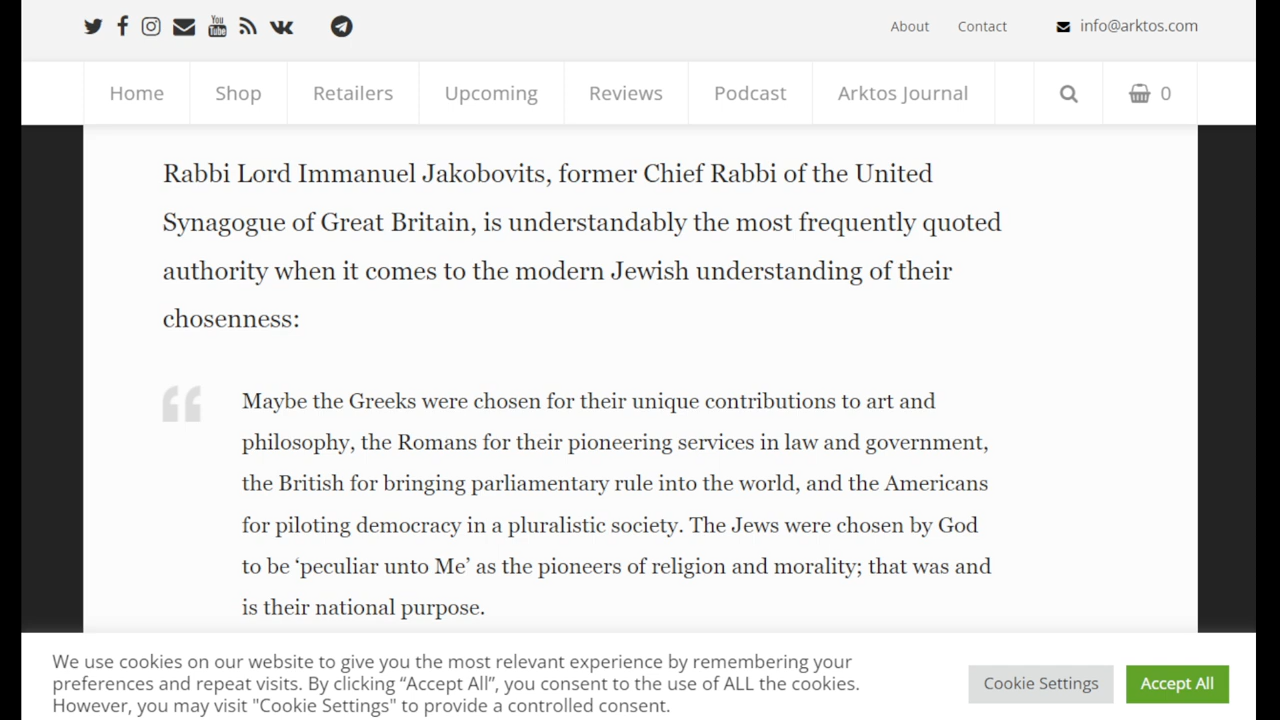 You
Tube
About Contact info@arktos.com
Home Shop Retailers Upcoming Reviews Podcast Arktos Journal 0
Rabbi Lord Immanuel Jakobovits, former Chief Rabbi of the United
Synagogue of Great Britain, is understandably the most frequently quoted
authority when it comes to the modern Jewish understanding of their
chosenness:
“
Maybe the Greeks were chosen for their unique contributions to art and
philosophy, the Romans for their pioneering services in law and government,
the British for bringing parliamentary rule into the world, and the Americans
for piloting democracy in a pluralistic society. The Jews were chosen by God
to be ‘peculiar unto Me’ as the pioneers of religion and morality; that was and
is their national purpose.
We use cookies on our website to give you the most relevant experience by remembering your
preferences and repeat visits. By clicking “Accept All”, you consent to the use of ALL the cookies.
However, you may visit "Cookie Settings" to provide a controlled consent.
Cookie Settings Accept All